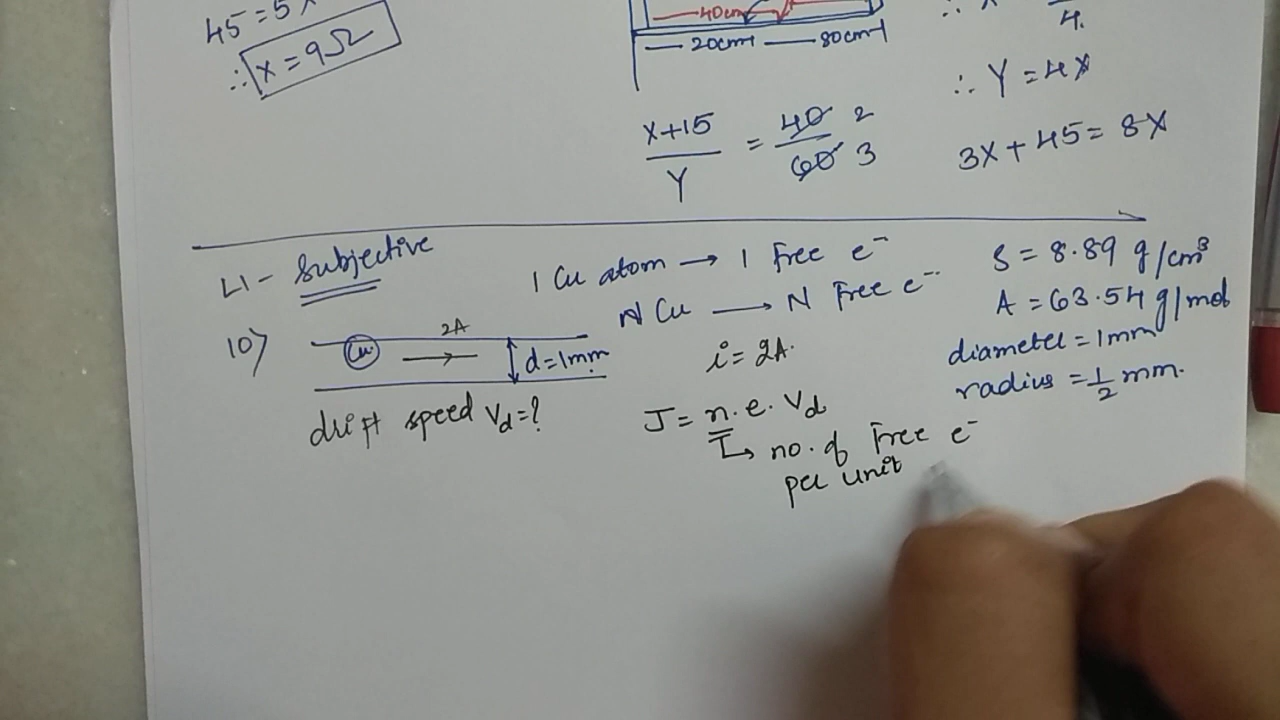 45 = 5x
∴ x = 9Ω
40cm
20cm 80cm
4.
∴ Y = 4X
X+15 / Y = 40 / 60 2 / 3
3X + 45 = 8X
L1 - Subjective
10) Cu 2A d=1mm
drift speed Vd = ?
1 Cu atom → 1 Free e⁻
N Cu → N Free e⁻
i = 2A.
J = n. e. Vd
↳ no. of Free e⁻
per unit
S = 8.89 g/cm³
A = 63.54 g/mol
diameter = 1mm
radius = 1/2 mm.